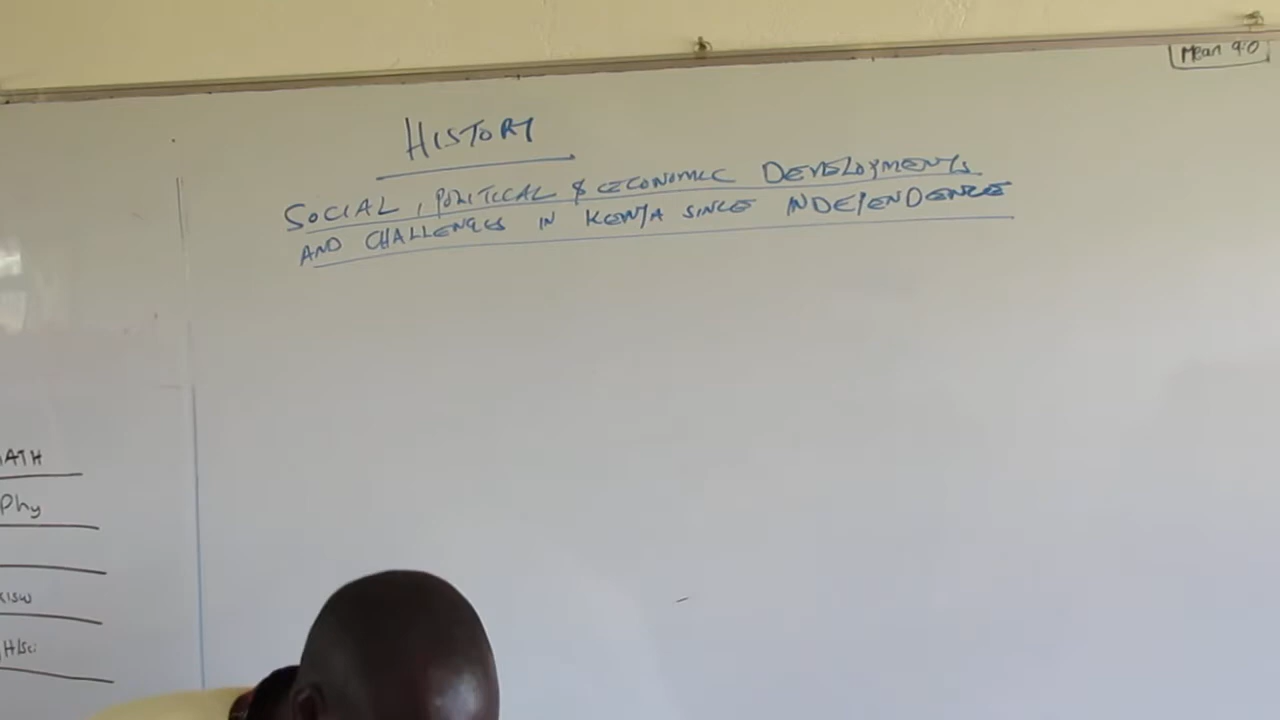 Mean 9.0
HISTORY
SOCIAL, POLITICAL & ECONOMIC DEVELOPMENTS
AND CHALLENGES IN KENYA SINCE INDEPENDENCE
ATH
Phy
KISW
H/Sci